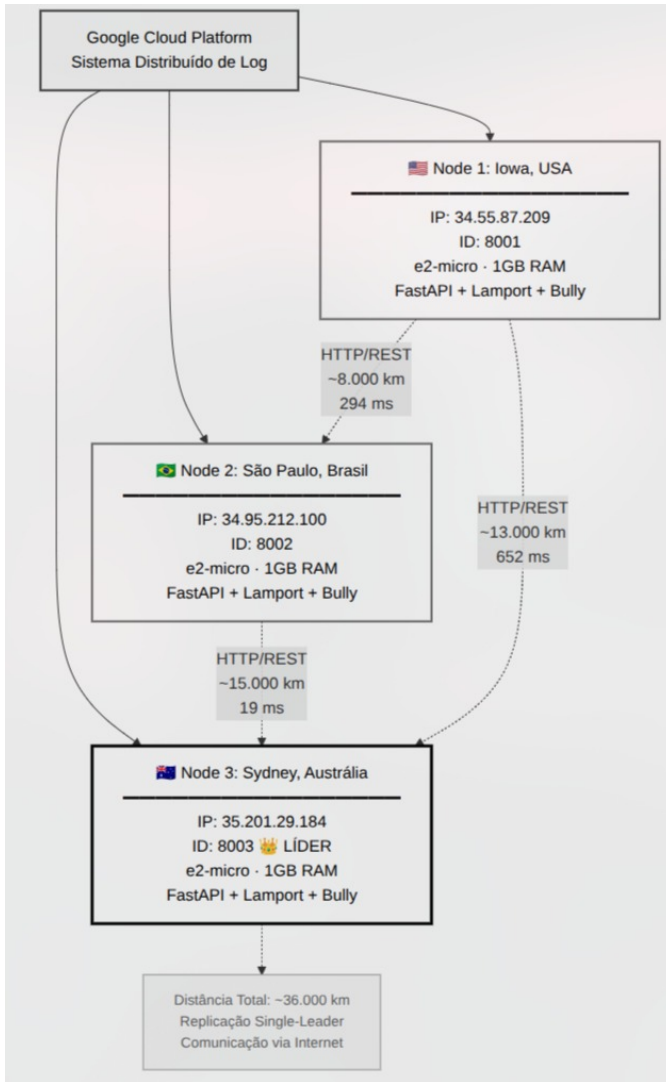 Google Cloud Platform
Sistema Distribuído de Log
🇺🇸 Node 1: Iowa, USA
IP: 34.55.87.209
ID: 8001
e2-micro · 1GB RAM
FastAPI + Lamport + Bully
HTTP/REST
~8.000 km
294 ms
🇧🇷 Node 2: São Paulo, Brasil
IP: 34.95.212.100
ID: 8002
e2-micro · 1GB RAM
FastAPI + Lamport + Bully
HTTP/REST
~13.000 km
652 ms
HTTP/REST
~15.000 km
19 ms
🇦🇺 Node 3: Sydney, Austrália
IP: 35.201.29.184
ID: 8003 👑 LÍDER
e2-micro · 1GB RAM
FastAPI + Lamport + Bully
Distância Total: ~36.000 km
Replicação Single-Leader
Comunicação via Internet